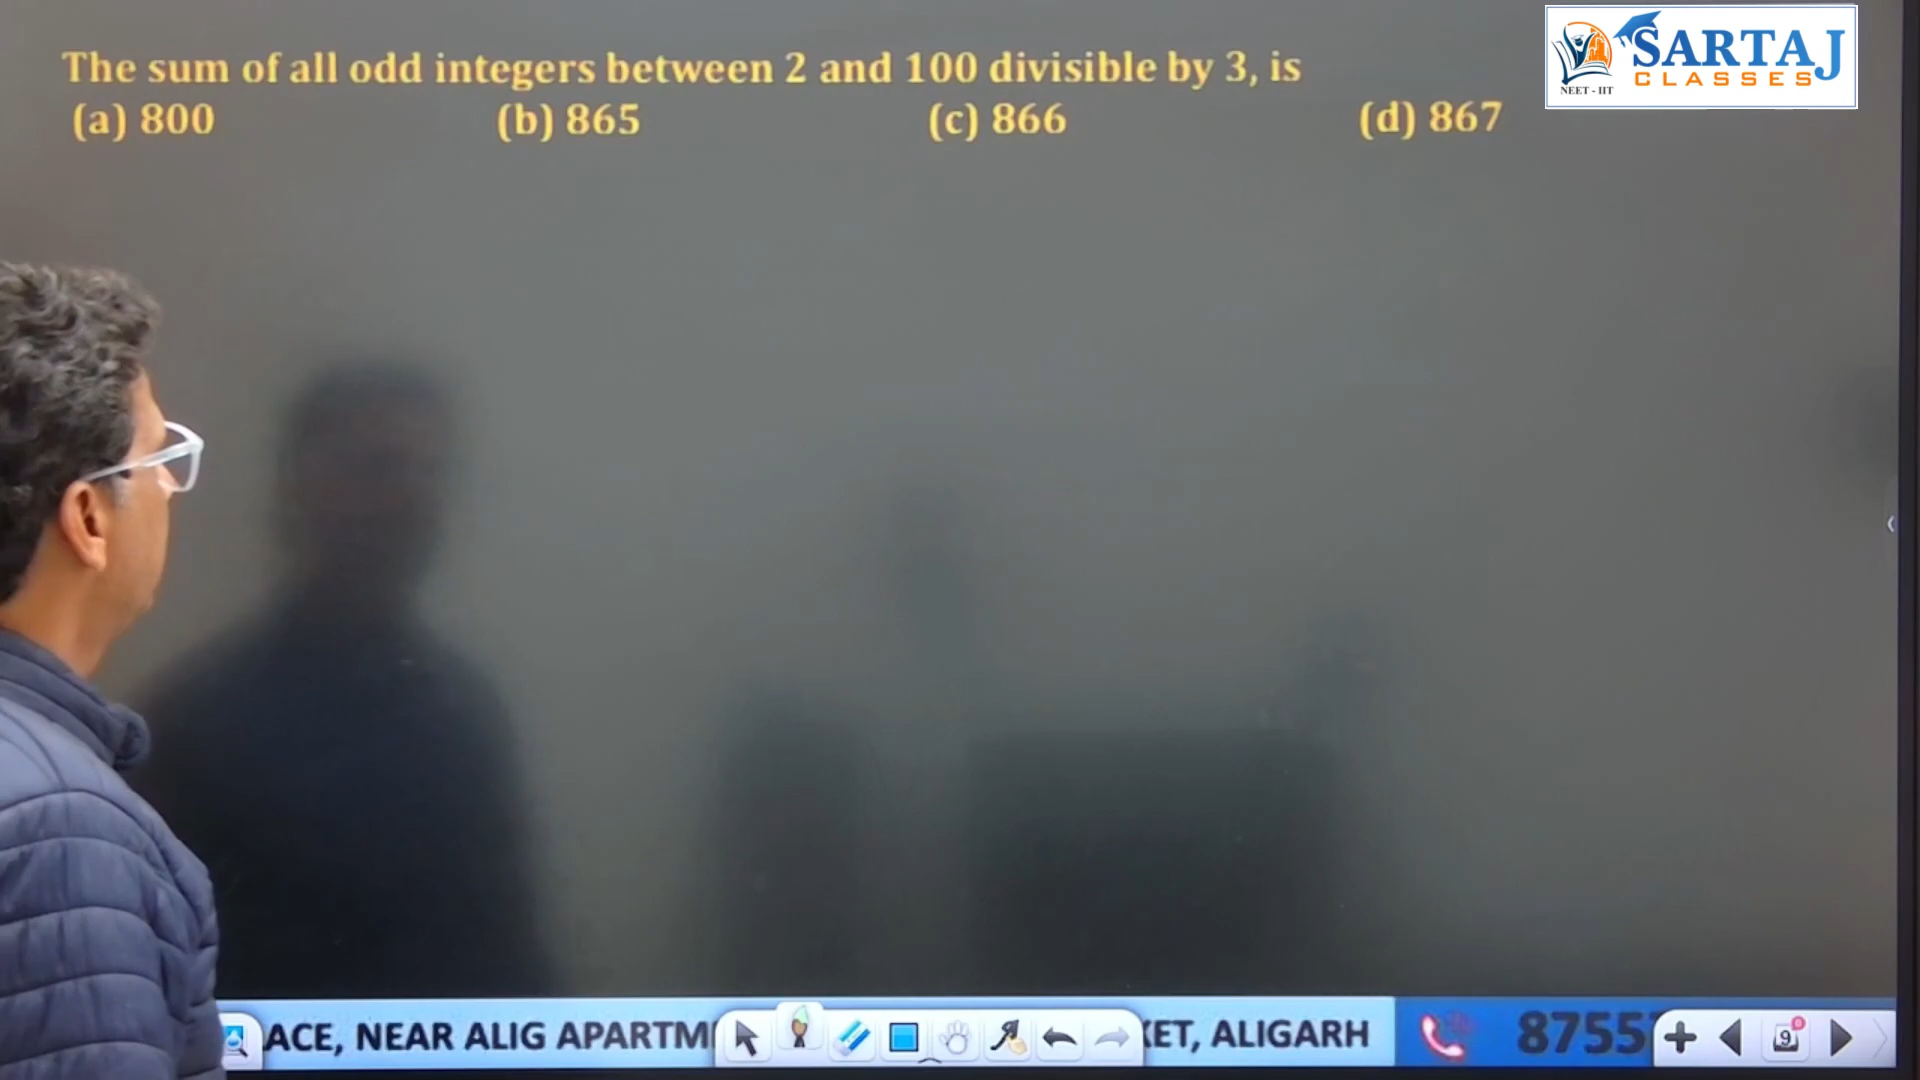 The sum of all odd integers between 2 and 100 divisible by 3, is
(a) 800 (b) 865 (c) 866 (d) 867
SARTAJ
CLASSES
NEET - IIT
ACE, NEAR ALIG APARTM KET, ALIGARH 8755
9